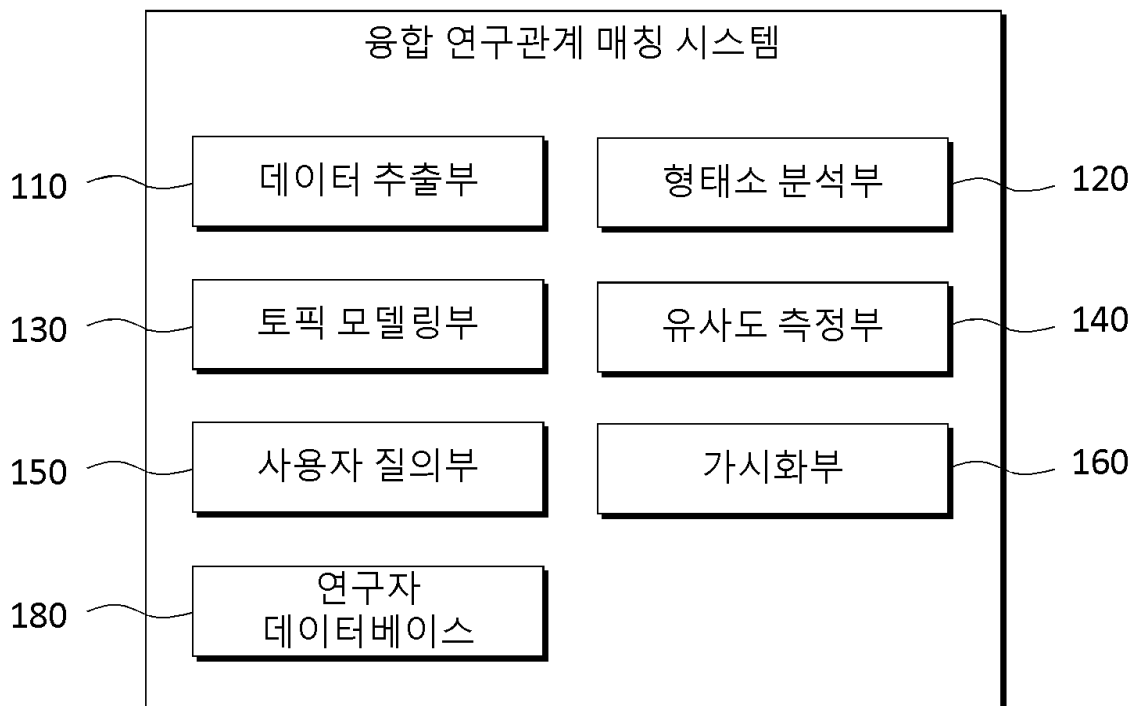 융합 연구관계 매칭 시스템
110 데이터 추출부 형태소 분석부 120
130 토픽 모델링부 유사도 측정부 140
150 사용자 질의부 가시화부 160
180 연구자
데이터베이스